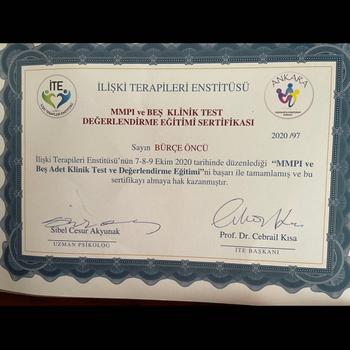 İTE
İLİŞKİ TERAPİLERİ ENSTİTÜSÜ
ANKARA
MMPI ve BEŞ KLİNİK TEST
DEĞERLENDİRME EĞİTİMİ SERTİFİKASI
2020 /97
Sayın BÜRÇE ÖNCÜ
İlişki Terapileri Enstitüsü'nün 7-8-9 Ekim 2020 tarihinde düzenlediği “MMPI ve
Beş Adet Klinik Test ve Değerlendirme Eğitimi”ni başarı ile tamamlamış ve bu
sertifikayı almaya hak kazanmıştır.
Sibel Cesur Akyunak
UZMAN PSİKOLOG
Prof. Dr. Cebrail Kısa
İTE BAŞKANI